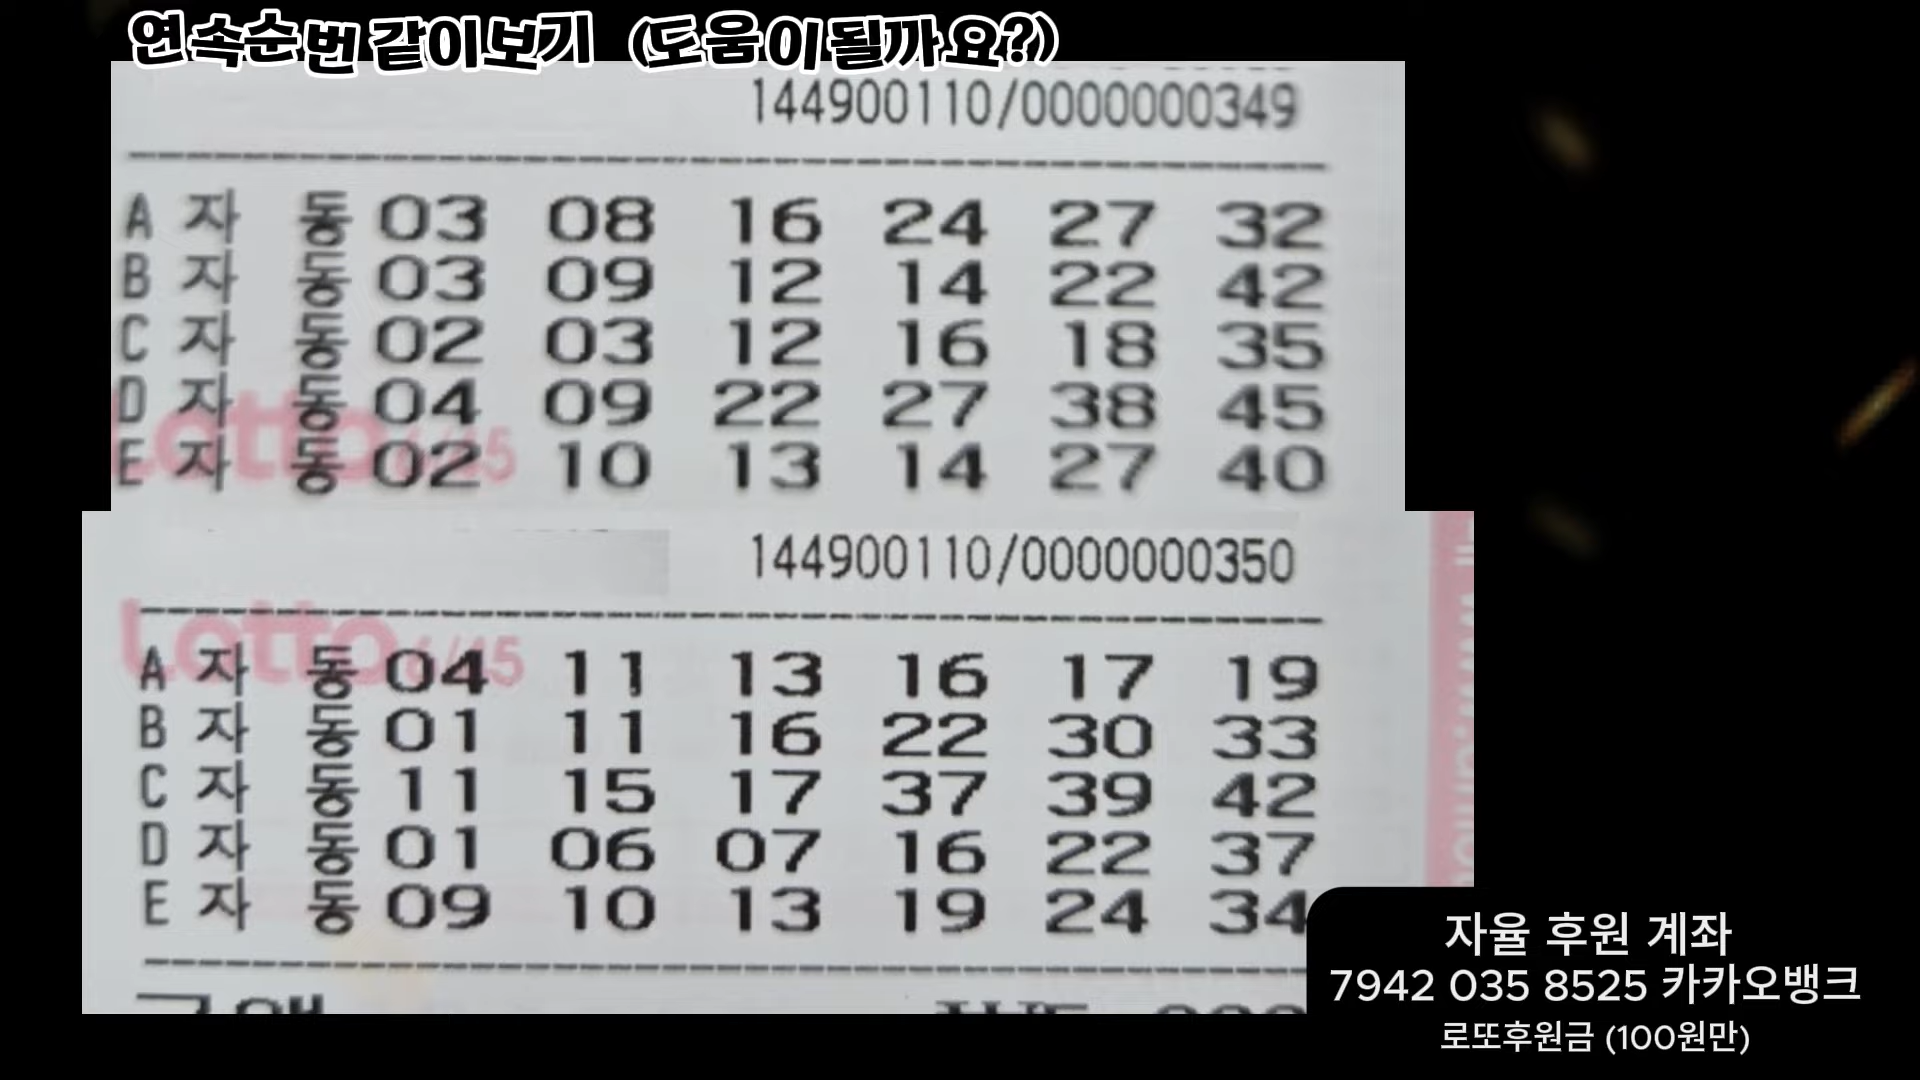 연속순번 같이보기 (도움이될까요?)
144900110/0000000349
A 자 동 03 08 16 24 27 32
B 자 동 03 09 12 14 22 42
C 자 동 02 03 12 16 18 35
D 자 동 04 09 22 27 38 45
E 자 동 02 10 13 14 27 40
Lotto 6/45
144900110/0000000350
Lotto 6/45
A 자 동 04 11 13 16 17 19
B 자 동 01 11 16 22 30 33
C 자 동 11 15 17 37 39 42
D 자 동 01 06 07 16 22 37
E 자 동 09 10 13 19 24 34
자율 후원 계좌
7942 035 8525 카카오뱅크
로또후원금 (100원만)